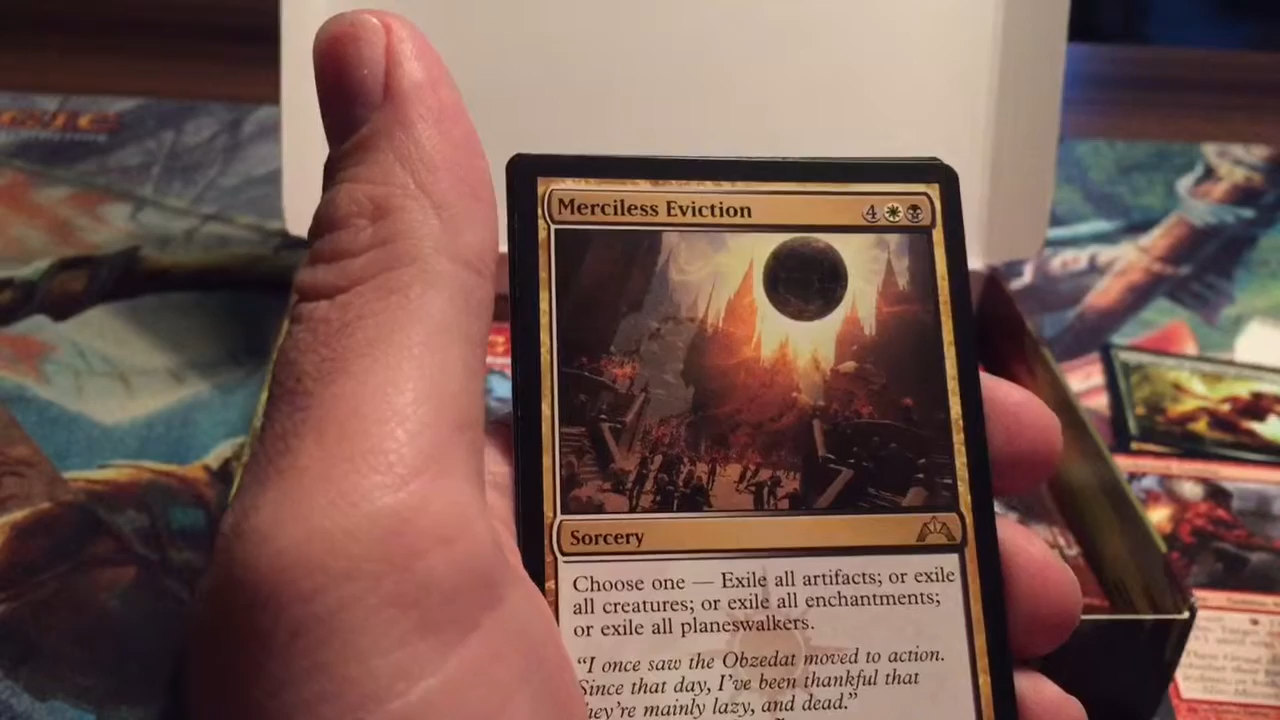 Merciless Eviction 4
Sorcery
Choose one — Exile all artifacts; or exile
all creatures; or exile all enchantments;
or exile all planeswalkers.
"I once saw the Obzedat moved to action.
Since that day, I've been thankful that
they're mainly lazy, and dead."